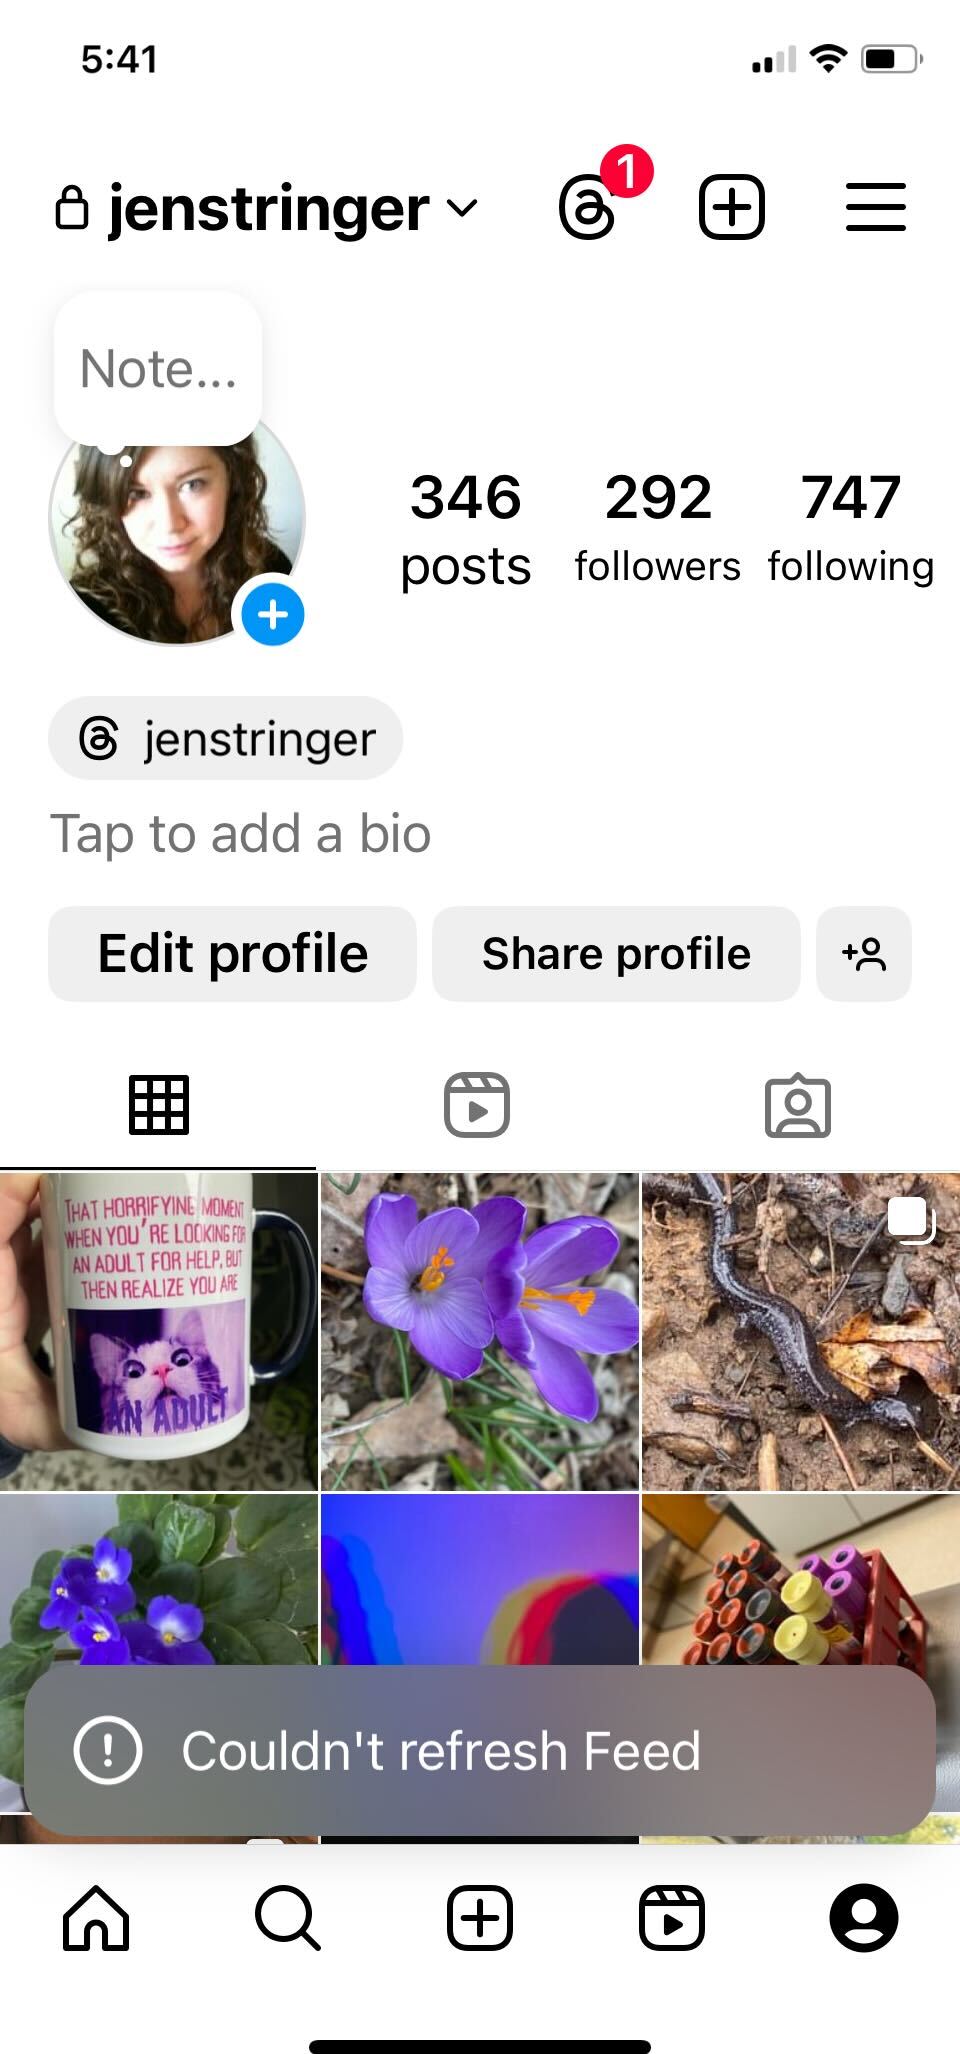 5:41
jenstringer
1
Note...
346 292 747
posts followers following
jenstringer
Tap to add a bio
Edit profile Share profile
THAT HORRIFYING MOMENT
WHEN YOU'RE LOOKING FOR
AN ADULT FOR HELP, BUT
THEN REALIZE YOU ARE
AN ADULT
Couldn't refresh Feed